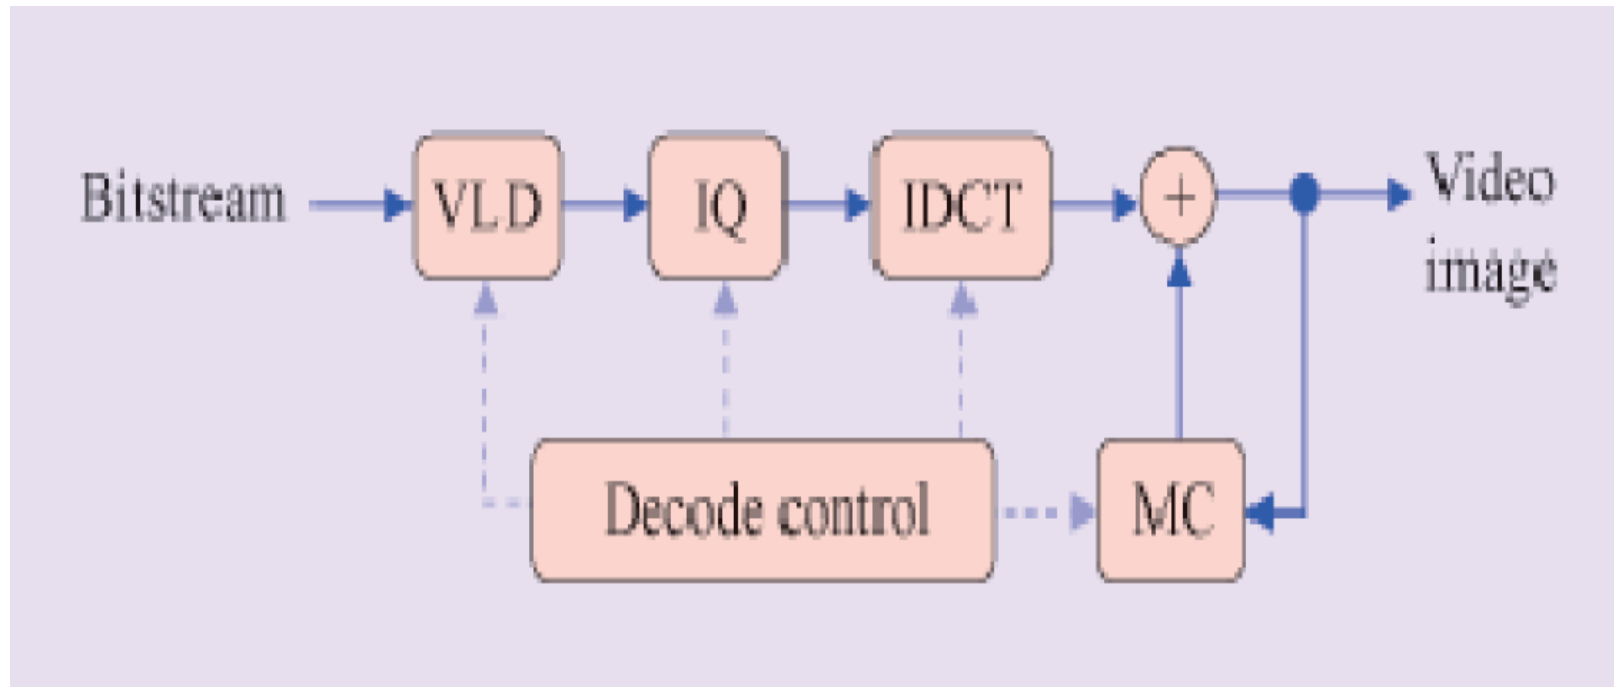 Bitstream
VLD
IQ
IDCT
+
Video
image
Decode control
MC